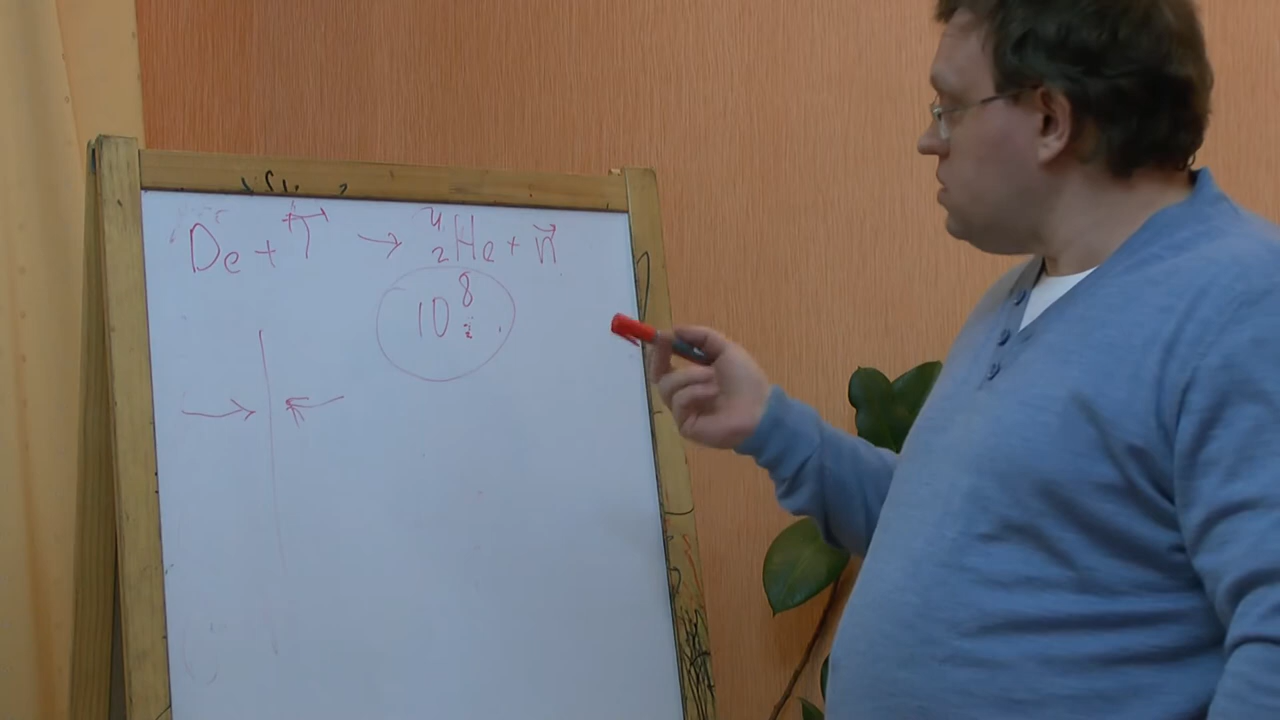 De + T → ⁴₂He + n⃗
10⁸